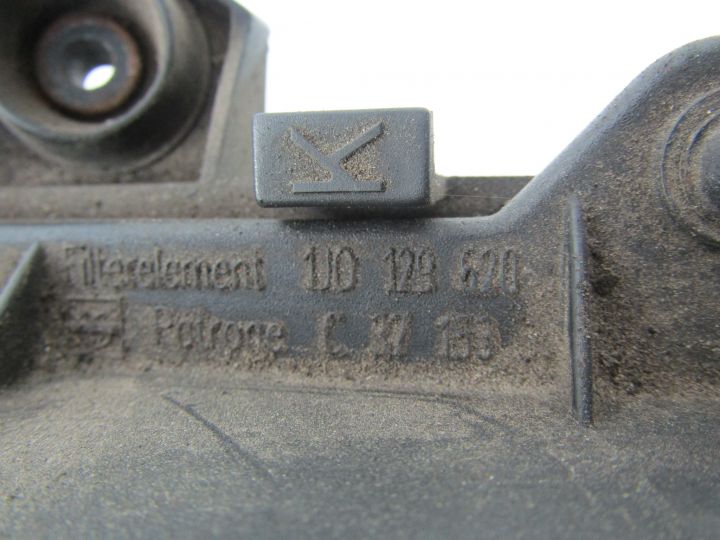 K
Filterelement 1J0 129 620
Patrone C 37 153